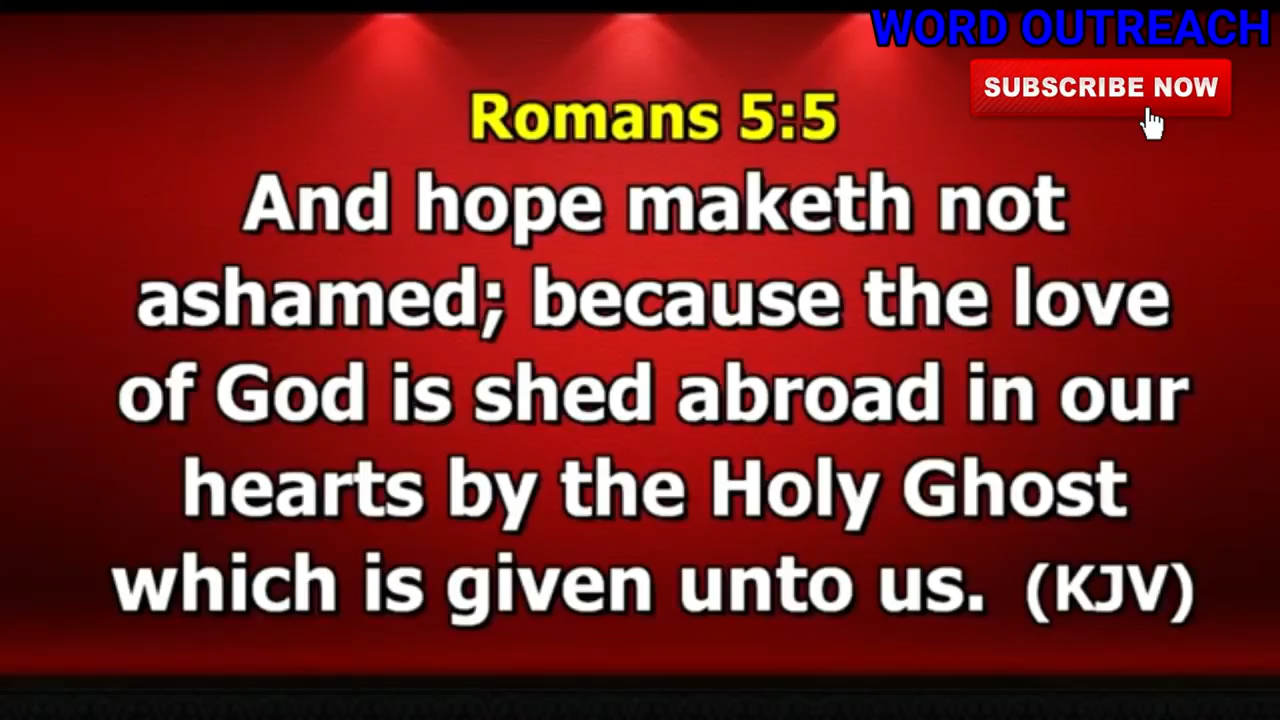 WORD OUTREACH
SUBSCRIBE NOW
Romans 5:5
And hope maketh not
ashamed; because the love
of God is shed abroad in our
hearts by the Holy Ghost
which is given unto us. (KJV)